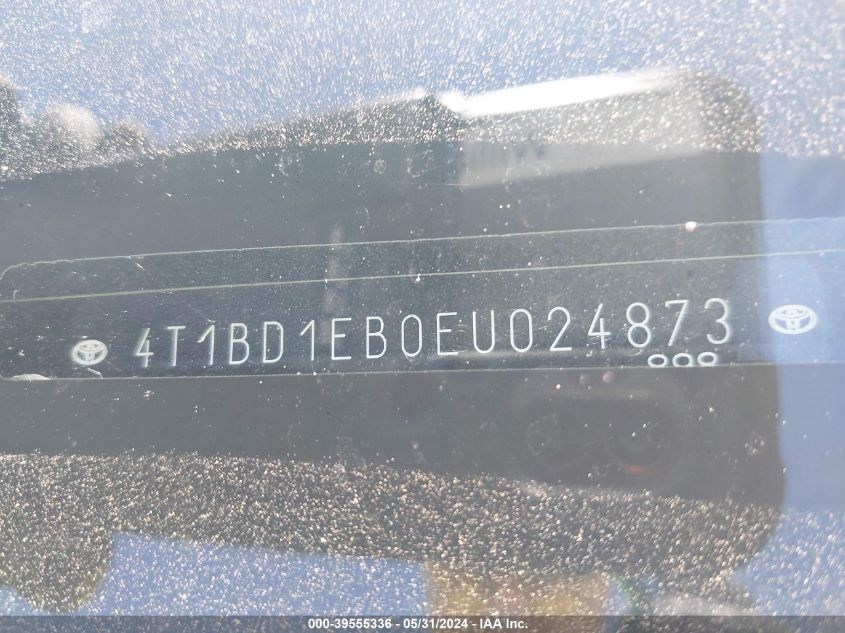 4T1BD1EB0EU024873
000-39555336 - 05/31/2024 - IAA Inc.